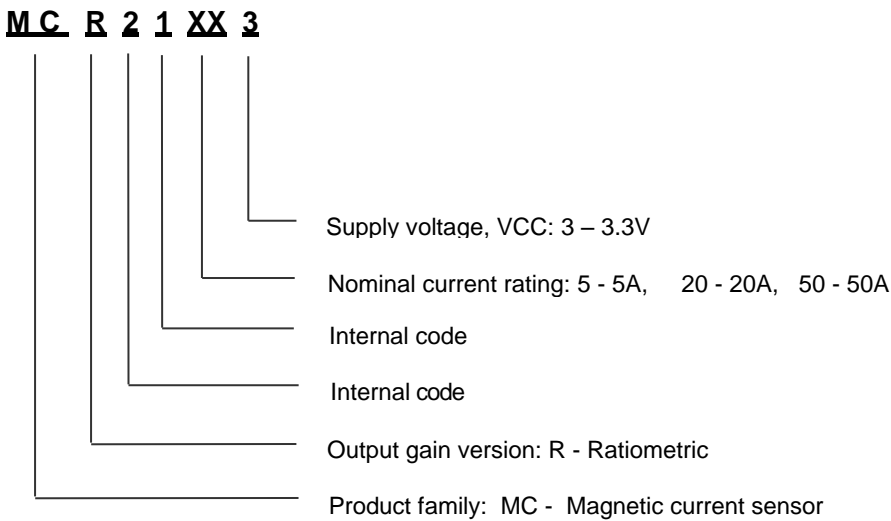 MC R 2 1 XX 3
Supply voltage, VCC: 3 – 3.3V
Nominal current rating: 5 - 5A, 20 - 20A, 50 - 50A
Internal code
Internal code
Output gain version: R - Ratiometric
Product family: MC - Magnetic current sensor